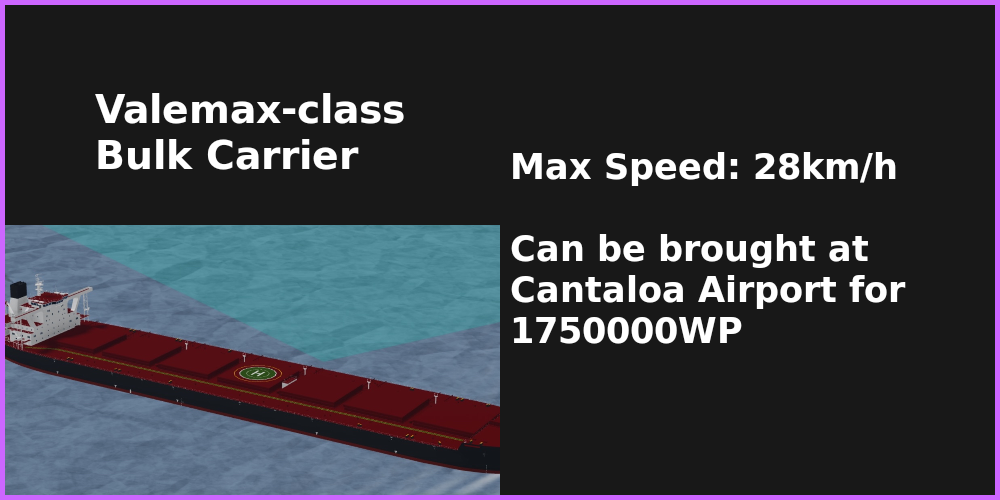 Valemax-class
Bulk Carrier
Max Speed: 28km/h
Can be brought at
Cantaloa Airport for
1750000WP
H